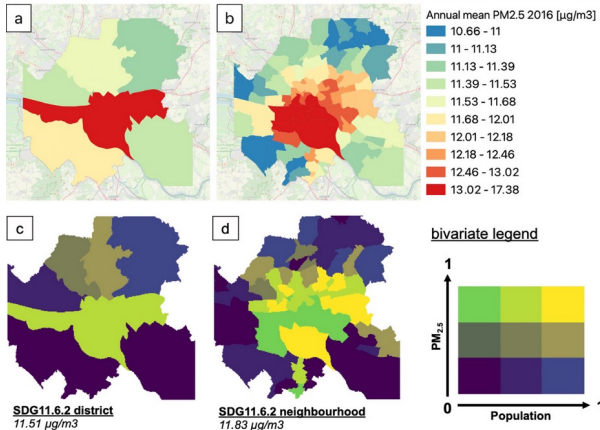 a
b
Annual mean PM2.5 2016 [µg/m3]
10.66 - 11
11 - 11.13
11.13 - 11.39
11.39 - 11.53
11.53 - 11.68
11.68 - 12.01
12.01 - 12.18
12.18 - 12.46
12.46 - 13.02
13.02 - 17.38
c
d
bivariate legend
1
PM2.5
0
Population
1
SDG11.6.2 district
11.51 µg/m3
SDG11.6.2 neighbourhood
11.83 µg/m3